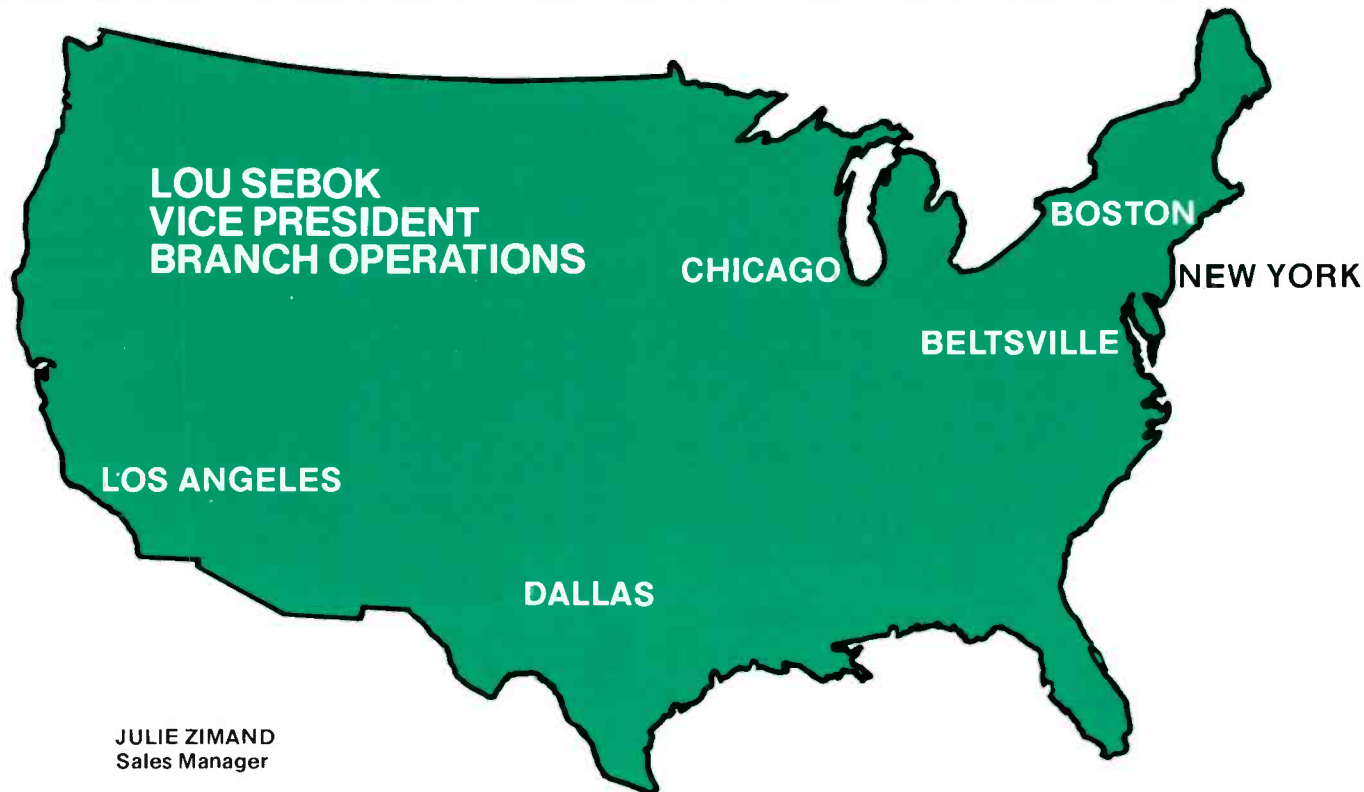 LOU SEBOK
VICE PRESIDENT
BRANCH OPERATIONS
BOSTON
CHICAGO
NEW YORK
BELTSVILLE
LOS ANGELES
DALLAS
JULIE ZIMAND
Sales Manager